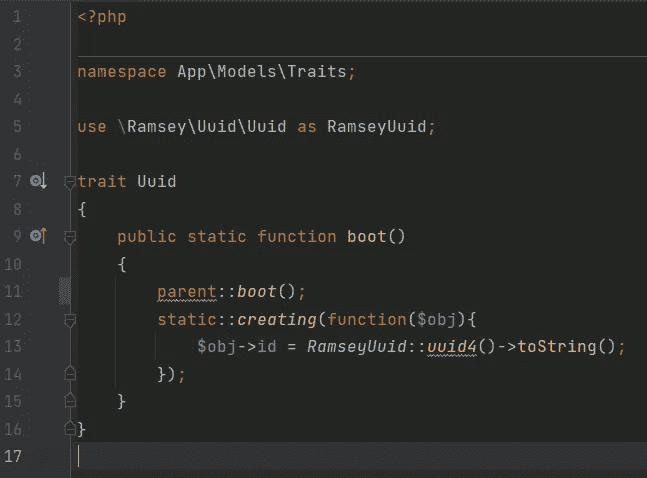 1 <?php
2
3 namespace App\Models\Traits;
4
5 use \Ramsey\Uuid\Uuid as RamseyUuid;
6
7 trait Uuid
8 {
9 public static function boot()
10 {
11 parent::boot();
12 static::creating(function($obj){
13 $obj->id = RamseyUuid::uuid4()->toString();
14 });
15 }
16 }
17